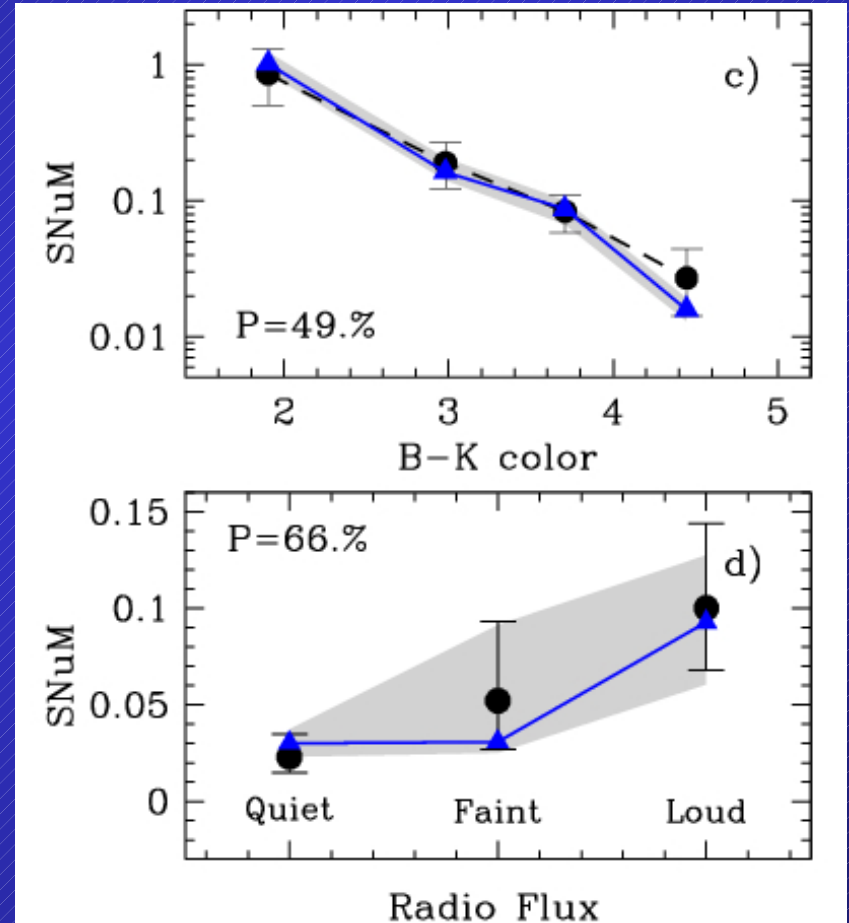 c)
1
0.1
0.01
SNuM
P=49.%
2 3 4 5
B-K color
P=66.%
d)
0.15
0.1
0.05
0
SNuM
Quiet Faint Loud
Radio Flux